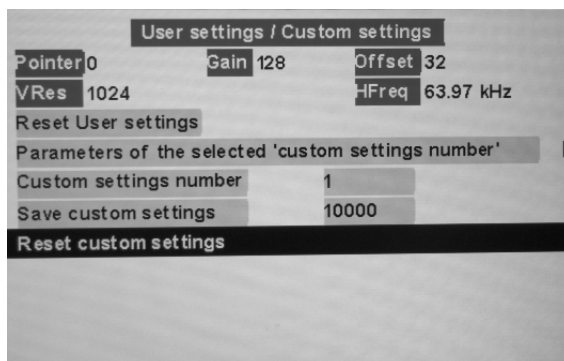 User settings / Custom settings
Pointer 0 Gain 128 Offset 32
VRes 1024 HFreq 63.97 kHz
Reset User settings
Parameters of the selected 'custom settings number'
Custom settings number 1
Save custom settings 10000
Reset custom settings